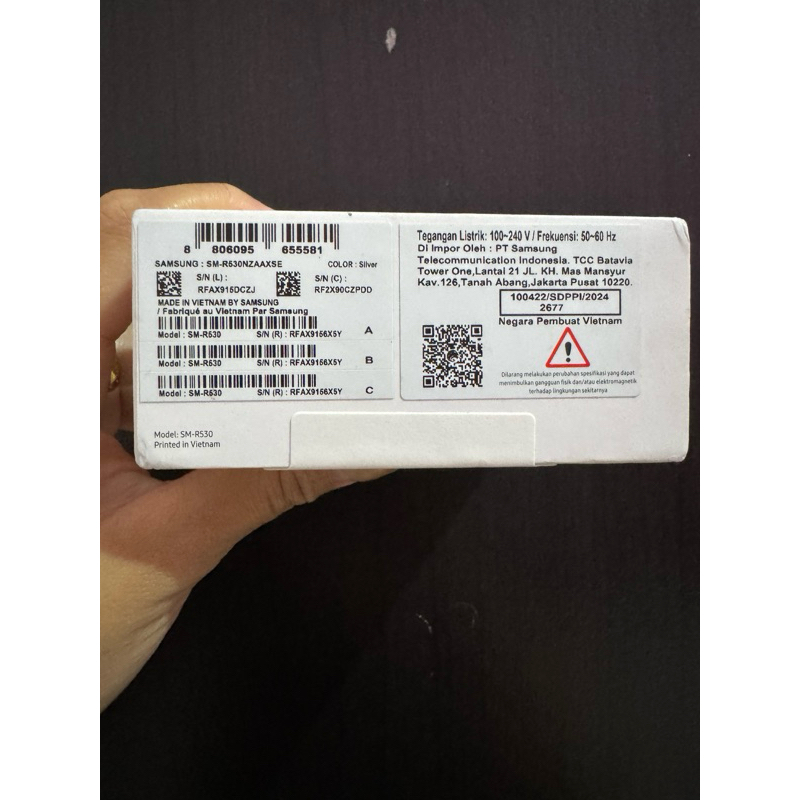 8 806095 655581
SAMSUNG : SM-R530NZAAXSE COLOR : Silver
S/N (L) :
RFAX915DCZJ
S/N (C) :
RF2X90CZPDD
MADE IN VIETNAM BY SAMSUNG
/ Fabriqué au Vietnam Par Samsung
Model : SM-R530 S/N (R) : RFAX9156X5Y A
Model : SM-R530 S/N (R) : RFAX9156X5Y B
Model : SM-R530 S/N (R) : RFAX9156X5Y C
Model: SM-R530
Printed in Vietnam
Tegangan Listrik: 100~240 V / Frekuensi: 50~60 Hz
Di Impor Oleh : PT Samsung
Telecommunication Indonesia. TCC Batavia
Tower One,Lantai 21 JL. KH. Mas Mansyur
Kav.126,Tanah Abang,Jakarta Pusat 10220.
100422/SDPPI/2024
2677
Negara Pembuat Vietnam
Dilarang melakukan perubahan spesifikasi yang dapat
menimbulkan gangguan fisik dan/atau elektromagnetik
terhadap lingkungan sekitarnya